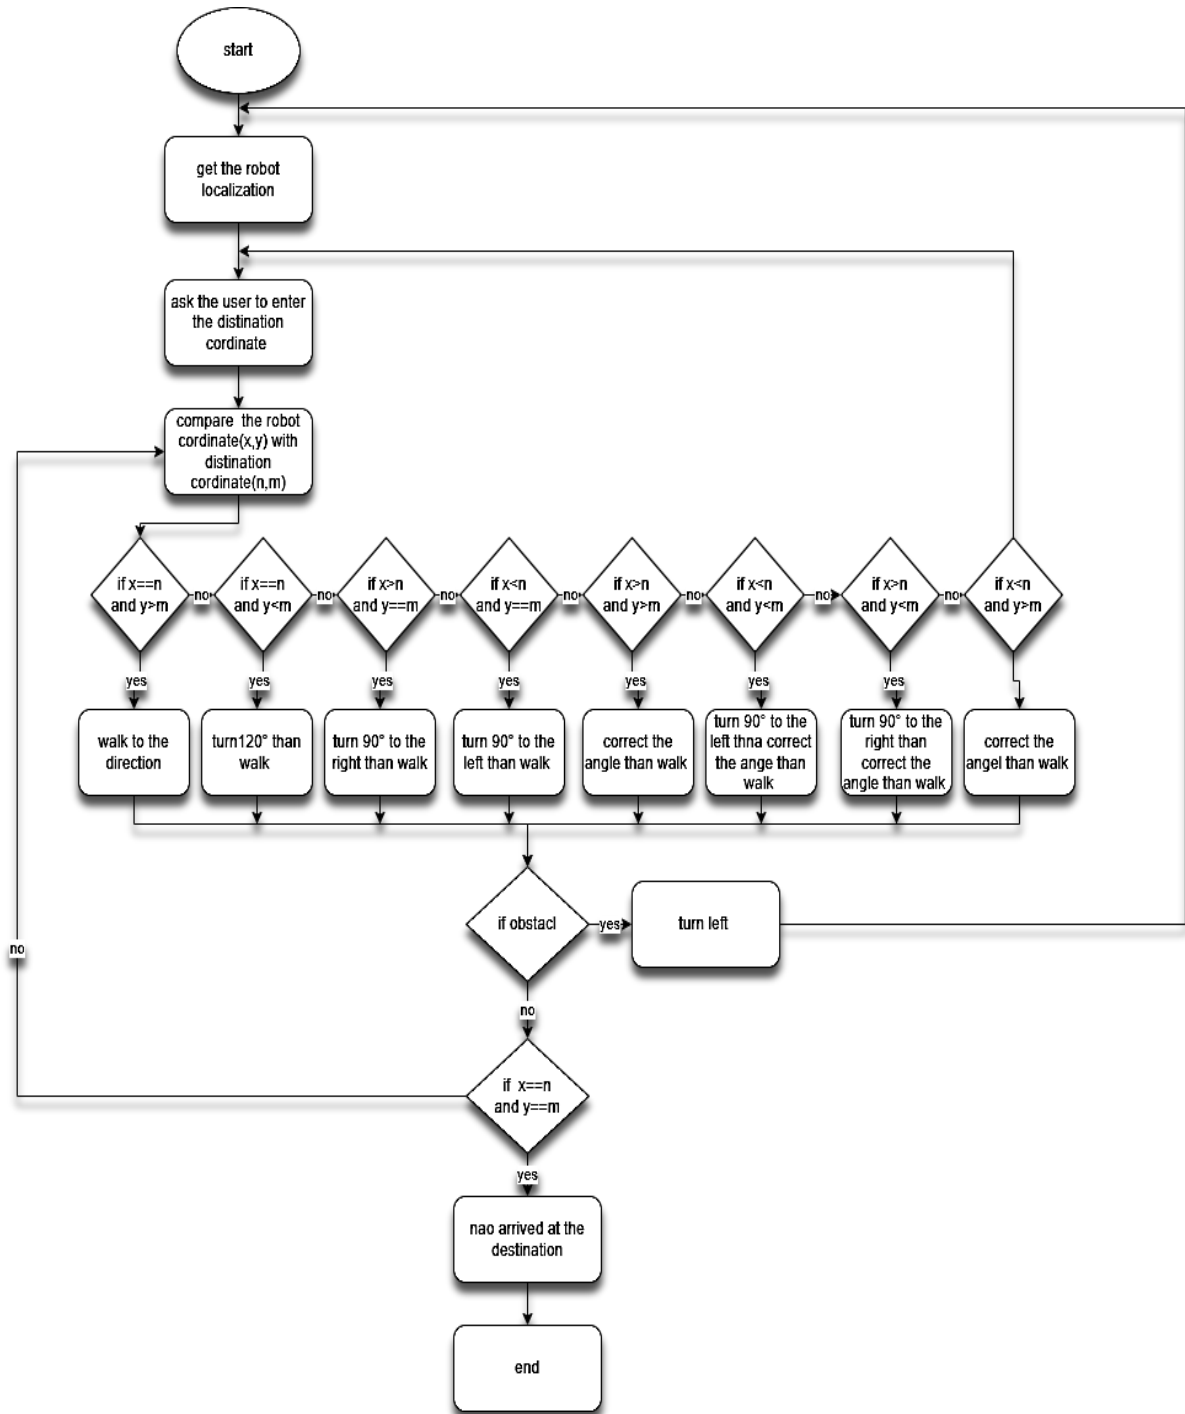 start
get the robot
localization
ask the user to enter
the distination
cordinate
compare the robot
cordinate(x,y) with
distination
cordinate(n,m)
if x==n
and y>m
no
if x==n
and y<m
no
if x>n
and y==m
no
if x<n
and y==m
no
if x>n
and y>m
no
if x<n
and y<m
no
if x>n
and y<m
no
if x<n
and y>m
yes
yes
yes
yes
yes
yes
yes
walk to the
direction
turn120° than
walk
turn 90° to the
right than walk
turn 90° to the
left than walk
correct the
angle than walk
turn 90° to the
left thna correct
the ange than
walk
turn 90° to the
right than
correct the
angle than walk
correct the
angel than walk
if obstacl
yes
turn left
no
no
if x==n
and y==m
yes
nao arrived at the
destination
end